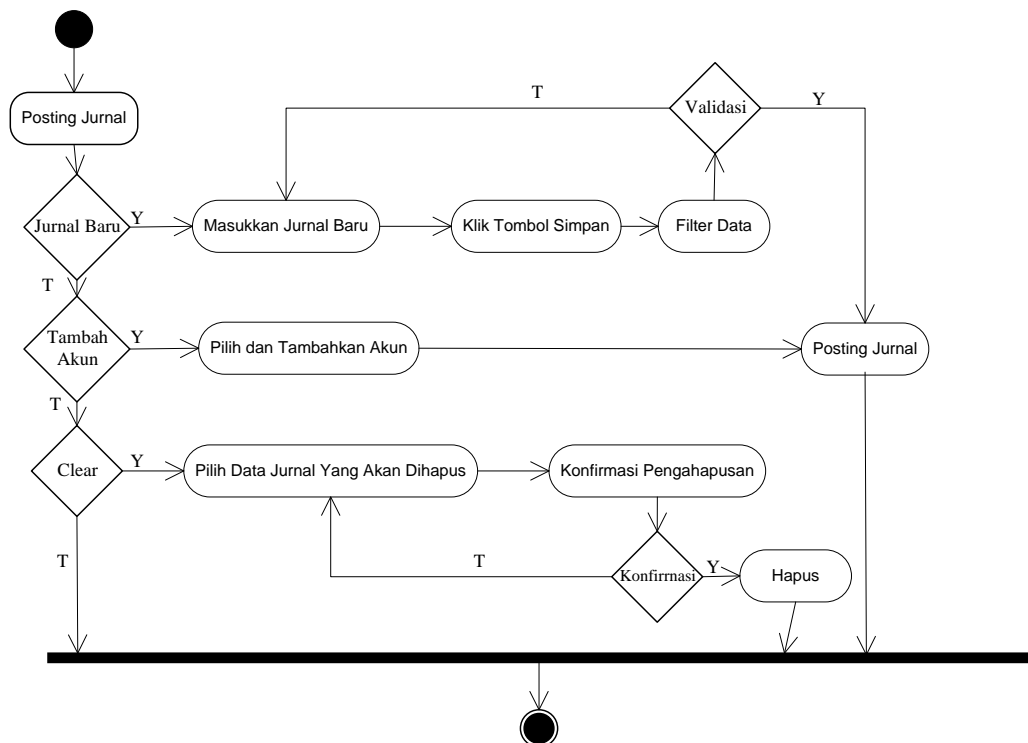 T
Validasi
Y
Posting Jurnal
Jurnal Baru
Y
Masukkan Jurnal Baru
Klik Tombol Simpan
Filter Data
T
Tambah
Akun
Y
Pilih dan Tambahkan Akun
Posting Jurnal
T
Clear
Y
Pilih Data Jurnal Yang Akan Dihapus
Konfirmasi Pengahapusan
T
T
Konfirrnasi
Y
Hapus